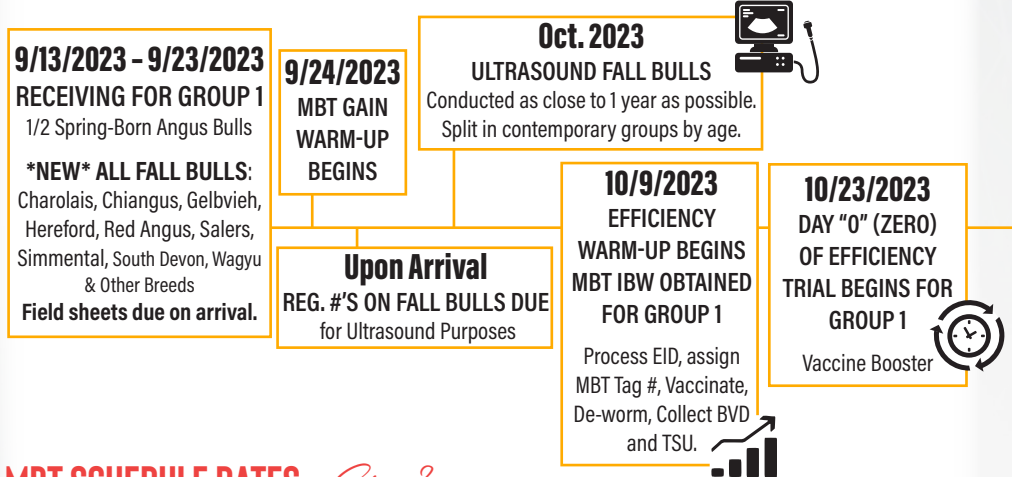 9/13/2023 – 9/23/2023
RECEIVING FOR GROUP 1
1/2 Spring-Born Angus Bulls
*NEW* ALL FALL BULLS:
Charolais, Chiangus, Gelbvieh,
Hereford, Red Angus, Salers,
Simmental, South Devon, Wagyu
& Other Breeds
Field sheets due on arrival.
9/24/2023
MBT GAIN
WARM-UP
BEGINS
Upon Arrival
REG. #'S ON FALL BULLS DUE
for Ultrasound Purposes
Oct. 2023
ULTRASOUND FALL BULLS
Conducted as close to 1 year as possible.
Split in contemporary groups by age.
10/9/2023
EFFICIENCY
WARM-UP BEGINS
MBT IBW OBTAINED
FOR GROUP 1
Process EID, assign
MBT Tag #, Vaccinate,
De-worm, Collect BVD
and TSU.
10/23/2023
DAY "0" (ZERO)
OF EFFICIENCY
TRIAL BEGINS FOR
GROUP 1
Vaccine Booster
MBT SCHEDULE DATES